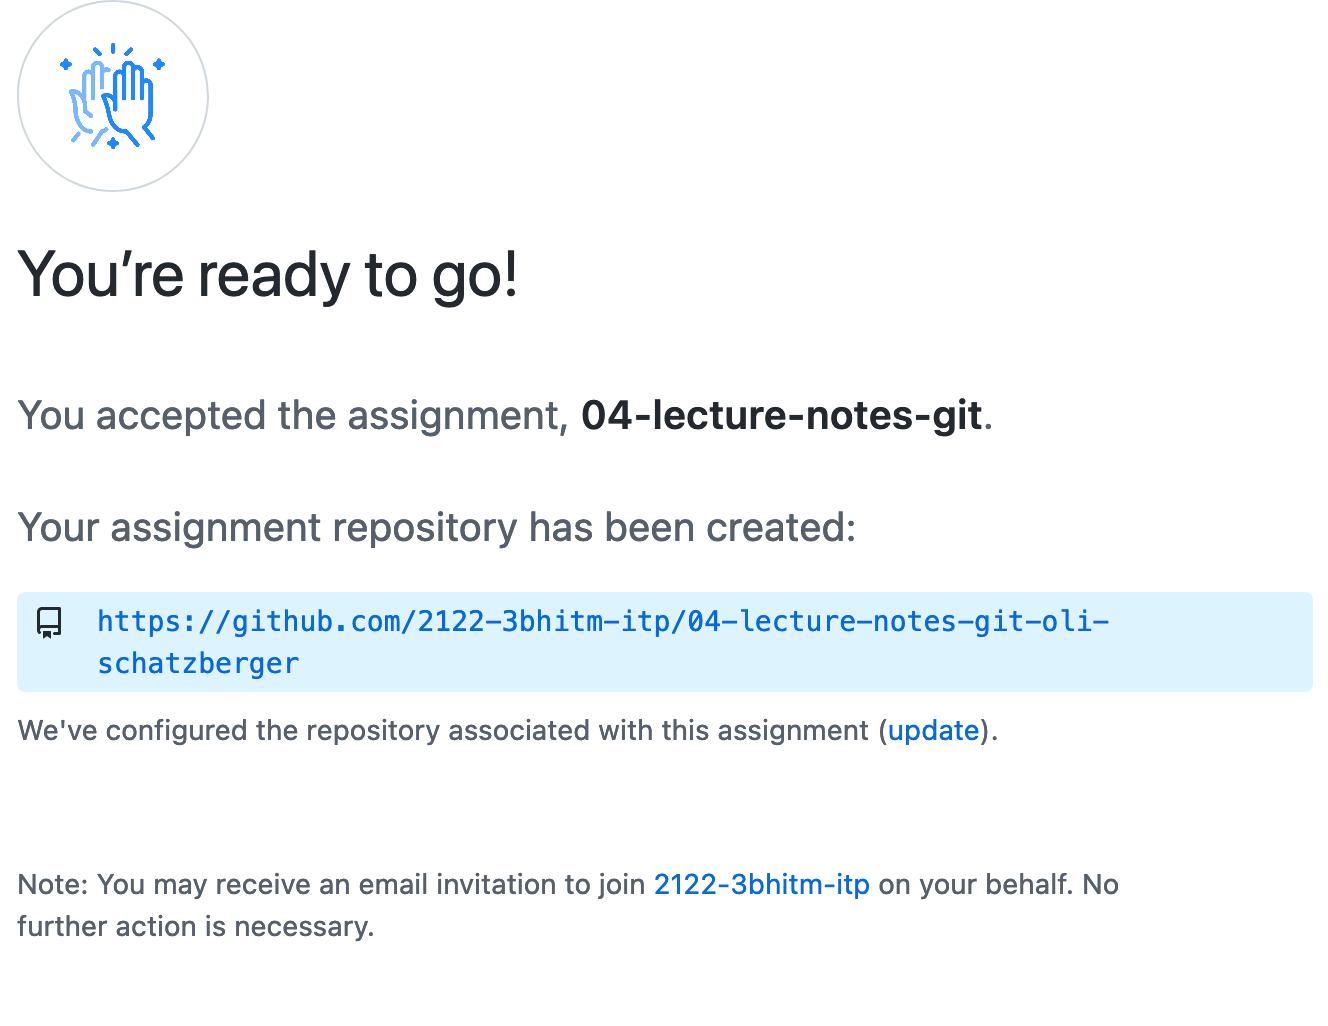 You’re ready to go!
You accepted the assignment, 04-lecture-notes-git.
Your assignment repository has been created:
https://github.com/2122-3bhitm-itp/04-lecture-notes-git-oli-
schatzberger
We've configured the repository associated with this assignment (update).
Note: You may receive an email invitation to join 2122-3bhitm-itp on your behalf. No
further action is necessary.